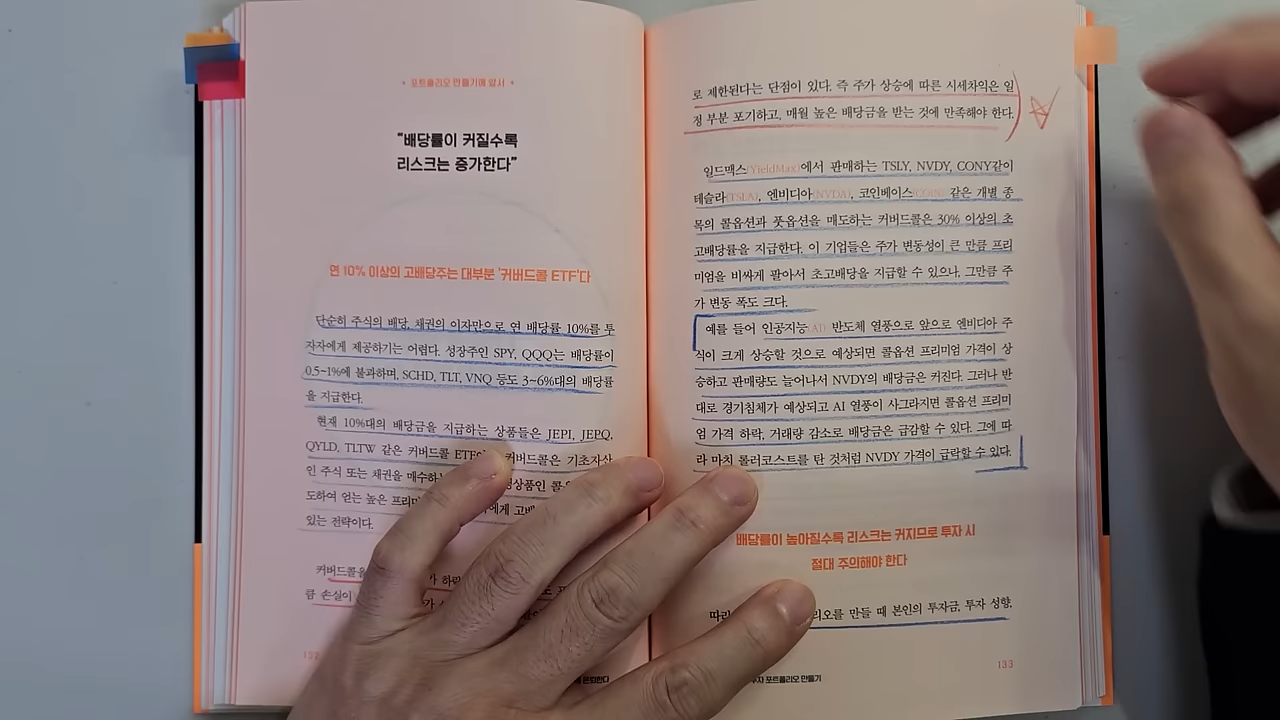 포트폴리오 만들기에 앞서
“배당률이 커질수록
리스크는 증가한다”
연 10% 이상의 고배당주는 대부분 '커버드콜 ETF'다
단순히 주식의 배당, 채권의 이자만으로 연 배당률 10%를 투
자자에게 제공하기는 어렵다. 성장주인 SPY, QQQ는 배당률이
0.5~1%에 불과하며, SCHD, TLT, VNQ 등도 3~6%대의 배당률
을 지급한다.
현재 10%대의 배당금을 지급하는 상품들은 JEPI, JEPQ,
QYLD, TLTW 같은 커버드콜 커버드콜은 기초자산
인 주식 또는 채권을 콜
도하여 얻는 높은
있는 전략이다.
하락
큼 손실이
132
로 제한된다는 단점이 있다. 즉 주가 상승에 따른 시세차익은 일
정 부분 포기하고, 매월 높은 배당금을 받는 것에 만족해야 한다.
일드맥스(YieldMax)에서 판매하는 TSLY, NVDY, CONY같이
테슬라(TSLA), 엔비디아(NVDA), 코인베이스(COIN) 같은 개별 종
목의 콜옵션과 풋옵션을 매도하는 커버드콜은 30% 이상의 초
고배당률을 지급한다. 이 기업들은 주가 변동성이 큰 만큼 프리
미엄을 비싸게 팔아서 초고배당을 지급할 수 있으나, 그만큼 주
가 변동 폭도 크다.
예를 들어 인공지능(AI) 반도체 열풍으로 앞으로 엔비디아 주
식이 크게 상승할 것으로 예상되면 콜옵션 프리미엄 가격이 상
승하고 판매량도 늘어나서 NVDY의 배당금은 커진다. 그러나 반
대로 경기침체가 예상되고 AI 열풍이 사그라지면 콜옵션 프리미
엄 가격 하락, 거래량 감소로 배당금은 급감할 수 있다. 그에 따
라 마치 롤러코스트를 탄 것처럼 NVDY 가격이 급락할 수 있다.
배당률이 높아질수록 리스크는 커지므로 투자 시
절대 주의해야 한다
만들 때 본인의 투자금, 투자 성향,
133
포트폴리오 만들기